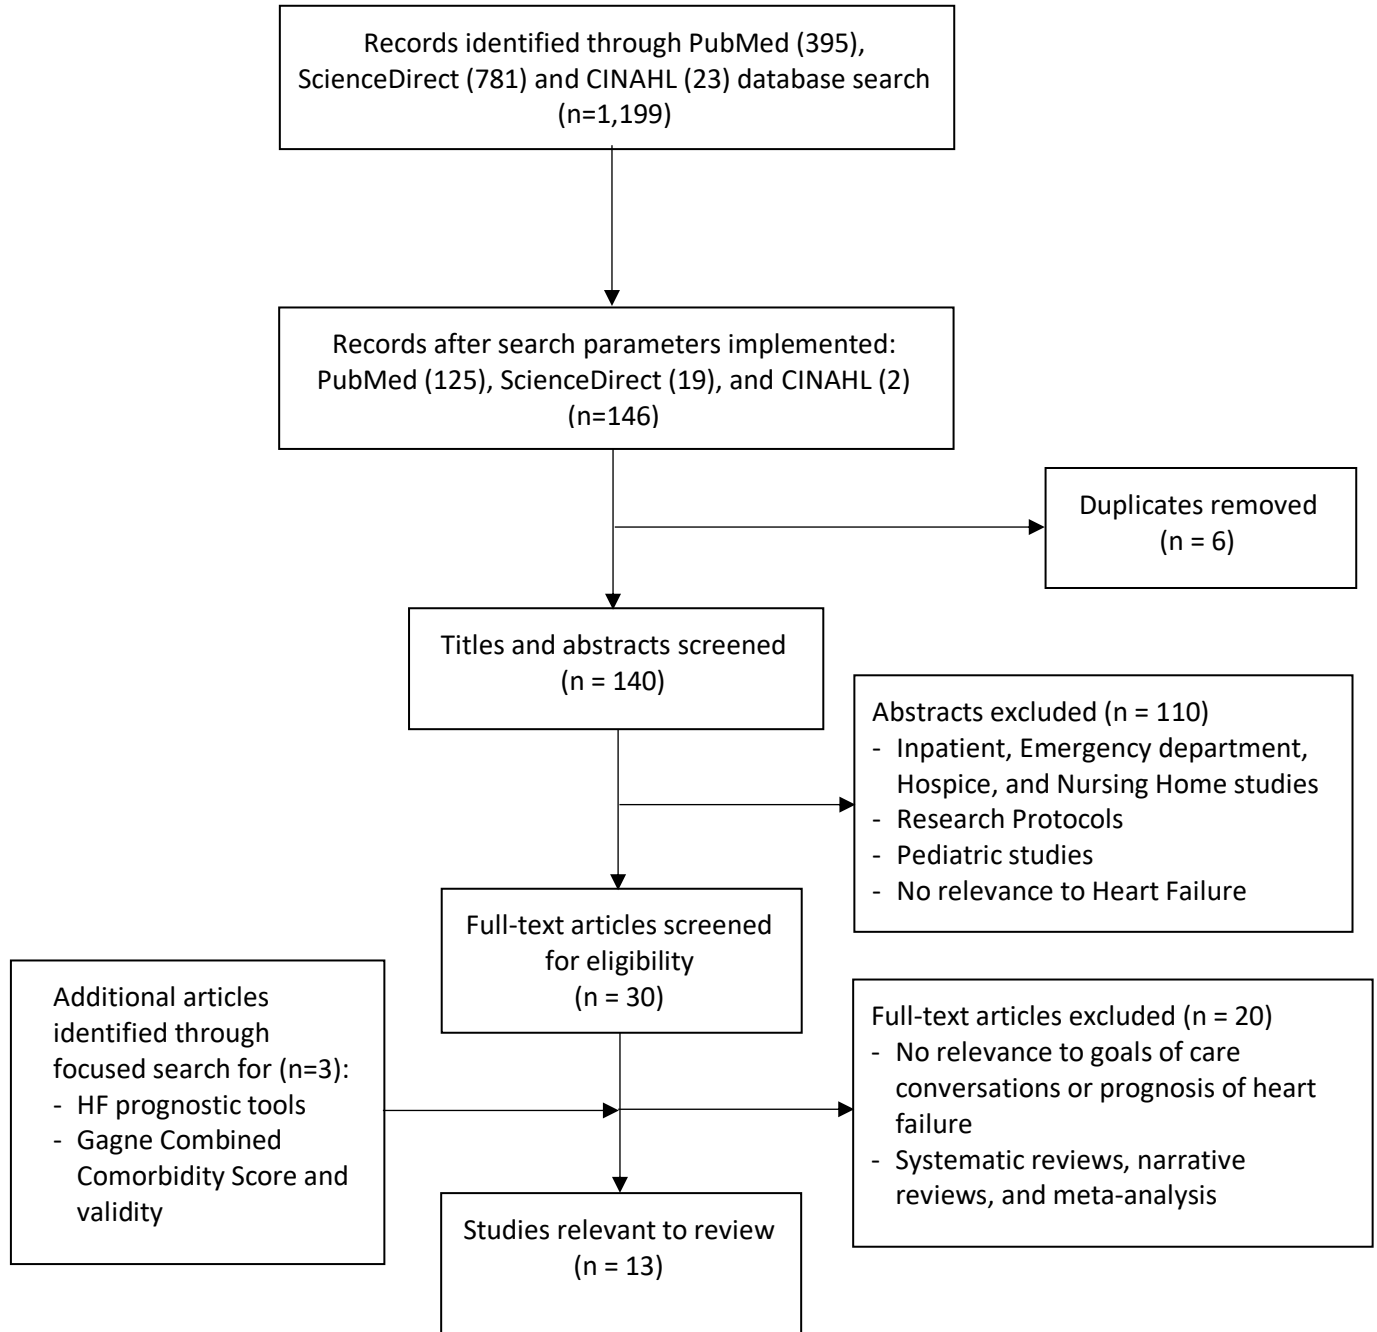 Records identified through PubMed (395),
ScienceDirect (781) and CINAHL (23) database search
(n=1,199)
Records after search parameters implemented:
PubMed (125), ScienceDirect (19), and CINAHL (2)
(n=146)
Duplicates removed
(n = 6)
Titles and abstracts screened
(n = 140)
Abstracts excluded (n = 110)
- Inpatient, Emergency department,
Hospice, and Nursing Home studies
- Research Protocols
- Pediatric studies
- No relevance to Heart Failure
Full-text articles screened
for eligibility
(n = 30)
Additional articles
identified through
focused search for (n=3):
- HF prognostic tools
- Gagne Combined
Comorbidity Score and
validity
Full-text articles excluded (n = 20)
- No relevance to goals of care
conversations or prognosis of heart
failure
- Systematic reviews, narrative
reviews, and meta-analysis
Studies relevant to review
(n = 13)